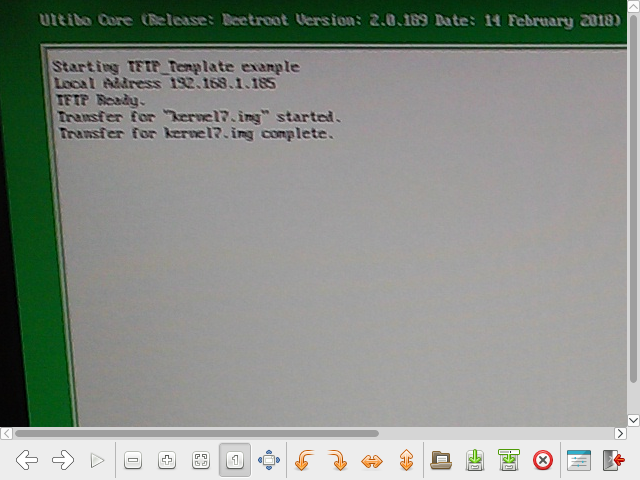 Ultibo Core (Release: Beetroot Version: 2.0.189 Date: 14 February 2018)
Starting TFTP_Template example
Local Address 192.168.1.185
TFTP Ready.
Transfer for "kernel7.img" started.
Transfer for kernel7.img complete.
1